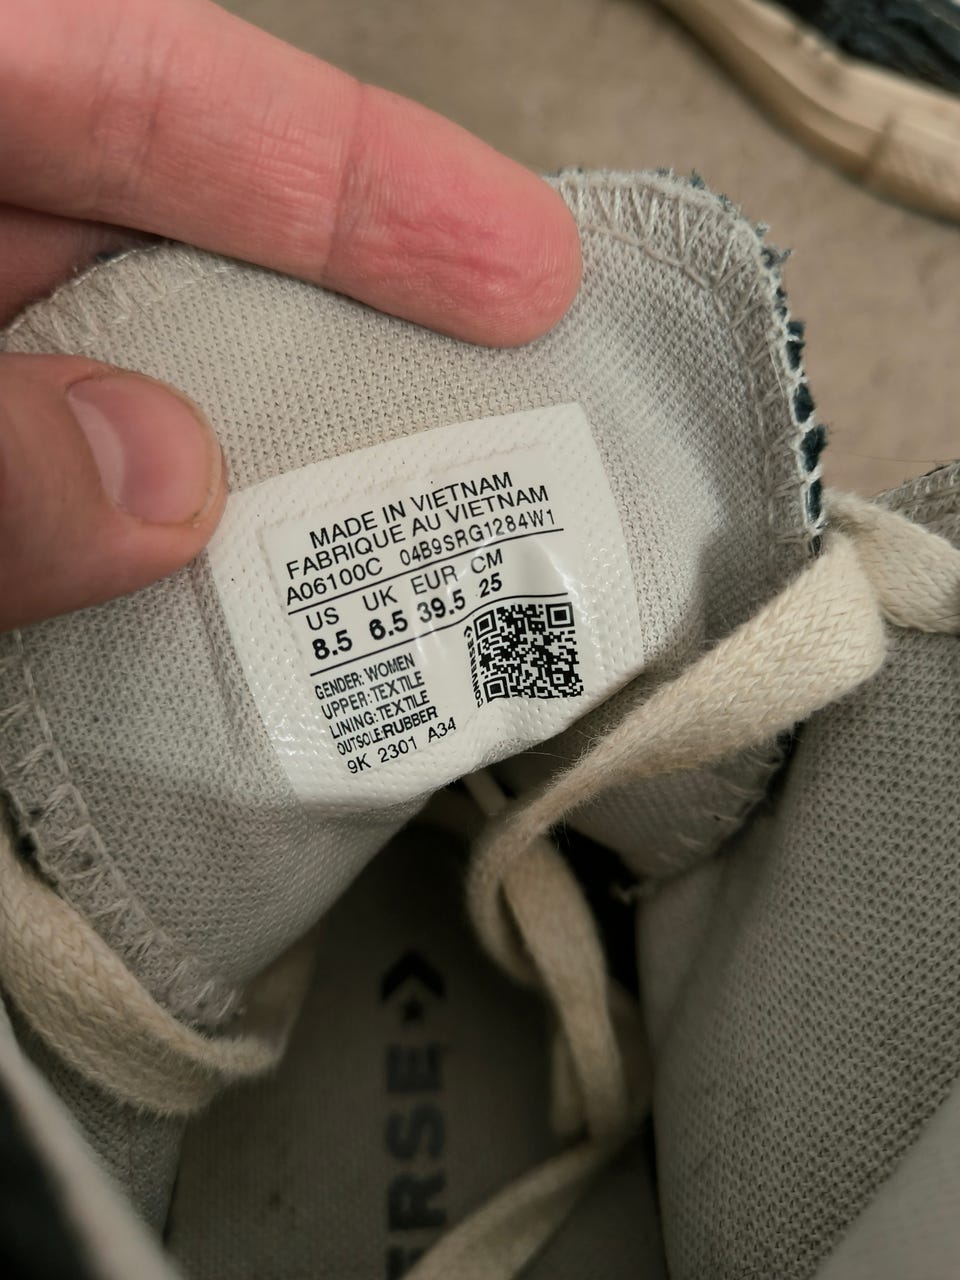 MADE IN VIETNAM
FABRIQUE AU VIETNAM
A06100C 04B9SRG1284W1
US UK EUR CM
8.5 6.5 39.5 25
GENDER: WOMEN
UPPER:TEXTILE
LINING:TEXTILE
OUTSOLE:RUBBER
9K 2301 A34
CONVERSE
ERSE